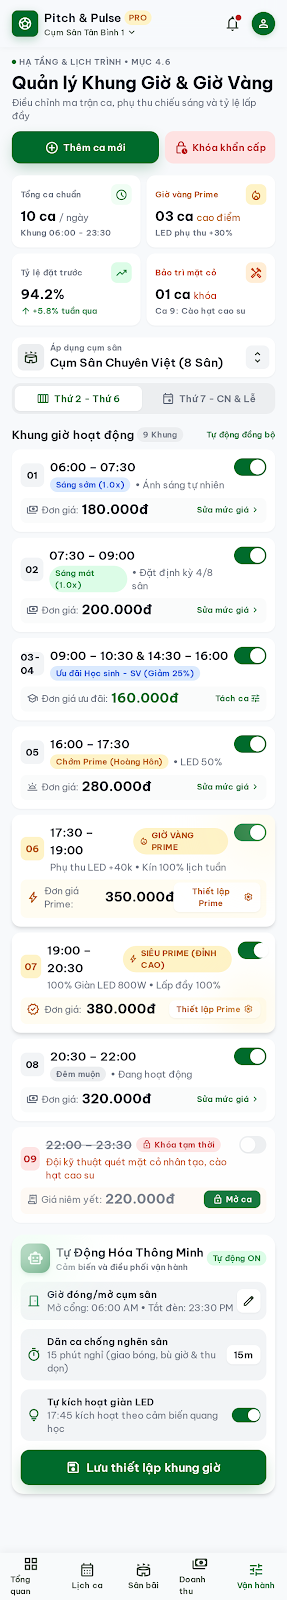 Pitch & Pulse PRO
Cụm Sân Tân Bình 1
HẠ TẦNG & LỊCH TRÌNH • MỤC 4.6
Quản lý Khung Giờ & Giờ Vàng
Điều chỉnh ma trận ca, phụ thu chiếu sáng và tỷ lệ lấp
đầy
Thêm ca mới
Khóa khẩn cấp
Tổng ca chuẩn
10 ca / ngày
Khung 06:00 - 23:30
Giờ vàng Prime
03 ca cao điểm
LED phụ thu +30%
Tỷ lệ đặt trước
94.2%
↑ +5.8% tuần qua
Bảo trì mặt cỏ
01 ca khóa
Ca 9: Cào hạt cao su
Áp dụng cụm sân
Cụm Sân Chuyên Việt (8 Sân)
Thứ 2 - Thứ 6
Thứ 7 - CN & Lễ
Khung giờ hoạt động 9 Khung Tự động đồng bộ
01
06:00 – 07:30
Sáng sớm (1.0x) • Ánh sáng tự nhiên
Đơn giá: 180.000đ Sửa mức giá
02
07:30 – 09:00
Sáng mát
(1.0x)
• Đặt định kỳ 4/8
sân
Đơn giá: 200.000đ Sửa mức giá
03-
04
09:00 – 10:30 & 14:30 – 16:00
Ưu đãi Học sinh - SV (Giảm 25%)
Đơn giá ưu đãi: 160.000đ Tách ca
05
16:00 – 17:30
Chớm Prime (Hoàng Hôn) • LED 50%
Đơn giá: 280.000đ Sửa mức giá
06
17:30 –
19:00
GIỜ VÀNG
PRIME
Phụ thu LED +40k • Kín 100% lịch tuần
Đơn giá
Prime:
350.000đ
Thiết lập
Prime
07
19:00 –
20:30
SIÊU PRIME (ĐỈNH
CAO)
100% Giàn LED 800W • Lấp đầy 100%
Đơn giá: 380.000đ Thiết lập Prime
08
20:30 – 22:00
Đêm muộn • Đang hoạt động
Đơn giá: 320.000đ Sửa mức giá
09
22:00 – 23:30 Khóa tạm thời
Đội kỹ thuật quét mặt cỏ nhân tạo, cào
hạt cao su
Giá niêm yết: 220.000đ Mở ca
Tự Động Hóa Thông Minh
Cảm biến và điều phối vận hành
Tự động ON
Giờ đóng/mở cụm sân
Mở cổng: 06:00 AM • Tắt đèn: 23:30 PM
Dãn ca chống nghẽn sân
15 phút nghỉ (giao bóng, bù giờ & thu
dọn)
15m
Tự kích hoạt giàn LED
17:45 kích hoạt theo cảm biến quang
học
Lưu thiết lập khung giờ
Tổng
quan
Lịch ca
Sân bãi
Doanh
thu
Vận hành